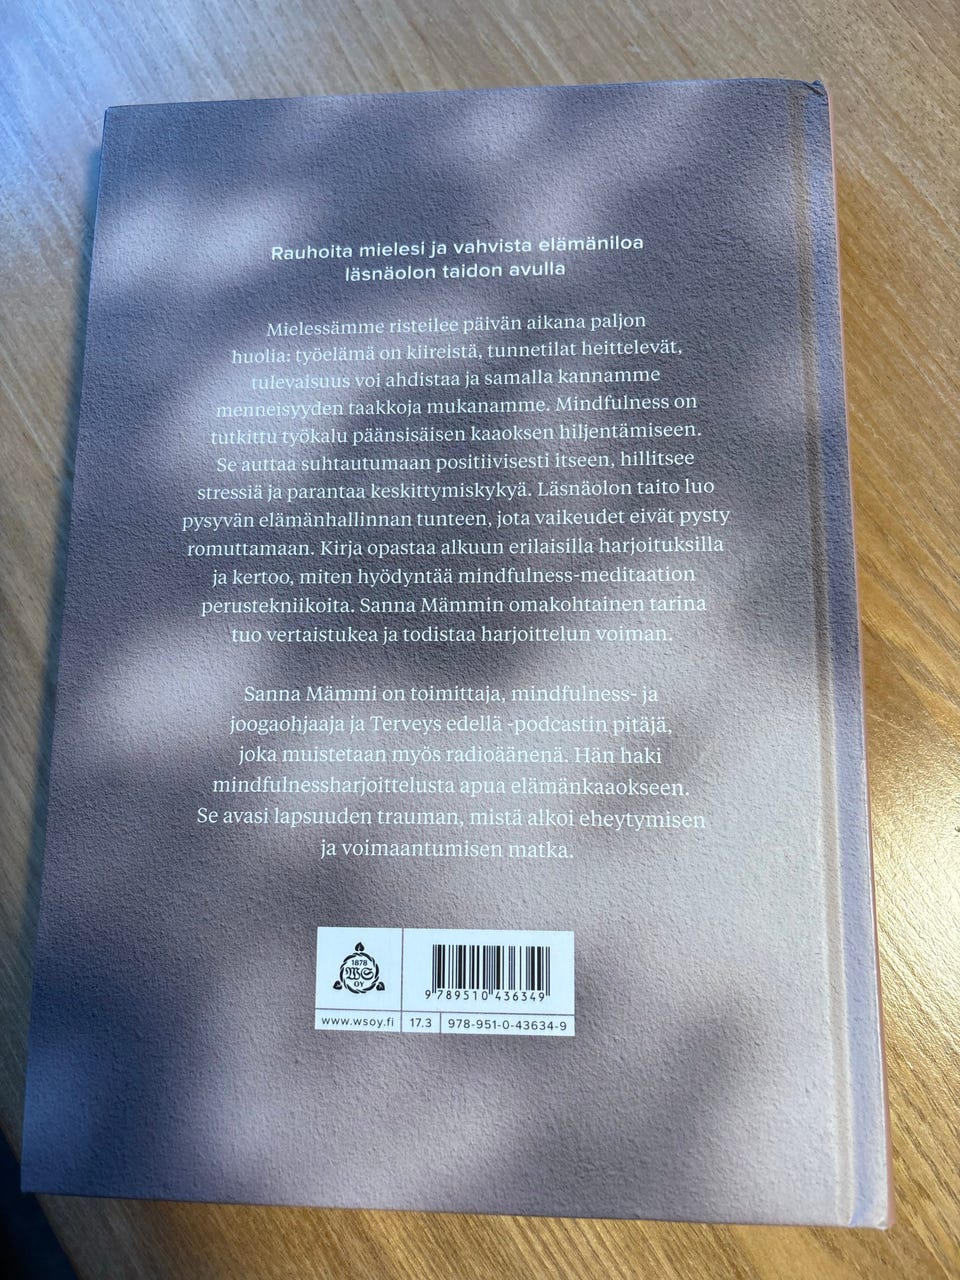 Rauhoita mielesi ja vahvista elämäniloa
läsnäolon taidon avulla
Mielessämme risteilee päivän aikana paljon
huolia: työelämä on kiireistä, tunnetilat heittelevät,
tulevaisuus voi ahdistaa ja samalla kannamme
menneisyyden taakkoja mukanamme. Mindfulness on
tutkittu työkalu päänsisäisen kaaoksen hiljentämiseen.
Se auttaa suhtautumaan positiivisesti itseen, hillitsee
stressiä ja parantaa keskittymiskykyä. Läsnäolon taito luo
pysyvän elämänhallinnan tunteen, jota vaikeudet eivät pysty
romuttamaan. Kirja opastaa alkuun erilaisilla harjoituksilla
ja kertoo, miten hyödyntää mindfulness-meditaation
perustekniikoita. Sanna Mämmin omakohtainen tarina
tuo vertaistukea ja todistaa harjoittelun voiman.
Sanna Mämmi on toimittaja, mindfulness- ja
joogaohjaaja ja Terveys edellä -podcastin pitäjä,
joka muistetaan myös radioäänenä. Hän haki
mindfulnessharjoittelusta apua elämänkaaokseen.
Se avasi lapsuuden trauman, mistä alkoi eheytymisen
ja voimaantumisen matka.
1878
WS
OY
9 789510 436349
www.wsoy.fi 17.3 978-951-0-43634-9